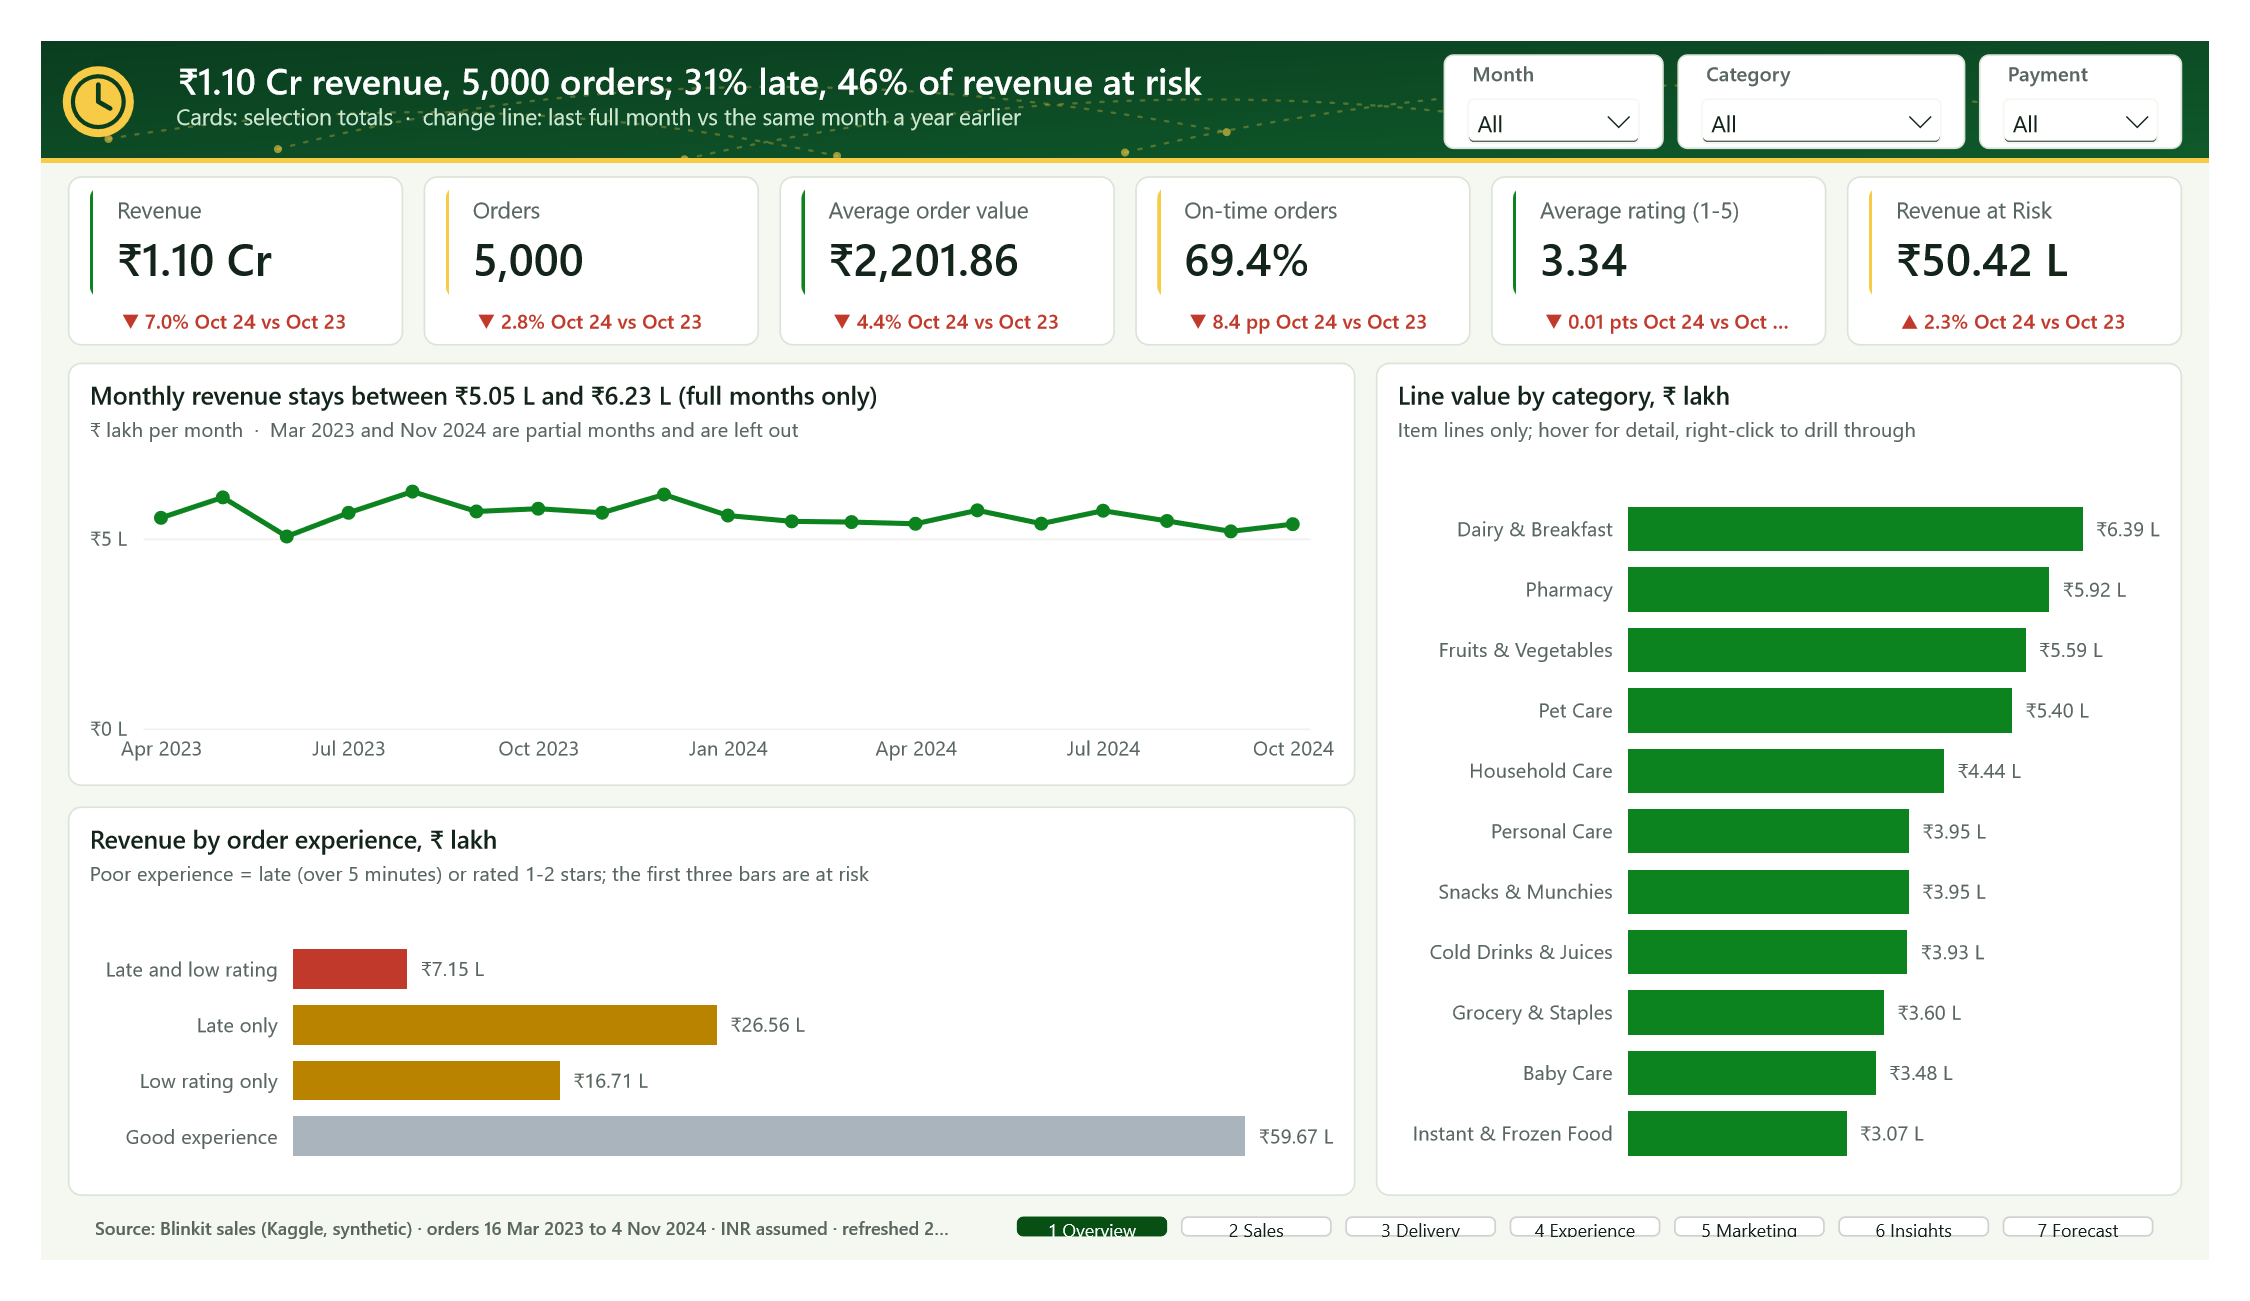 ₹1.10 Cr revenue, 5,000 orders; 31% late, 46% of revenue at risk
Cards: selection totals · change line: last full month vs the same month a year earlier
Month
All
Category
All
Payment
All
Revenue
₹1.10 Cr
▼ 7.0% Oct 24 vs Oct 23
Orders
5,000
▼ 2.8% Oct 24 vs Oct 23
Average order value
₹2,201.86
▼ 4.4% Oct 24 vs Oct 23
On-time orders
69.4%
▼ 8.4 pp Oct 24 vs Oct 23
Average rating (1-5)
3.34
▼ 0.01 pts Oct 24 vs Oct ...
Revenue at Risk
₹50.42 L
▲ 2.3% Oct 24 vs Oct 23
Monthly revenue stays between ₹5.05 L and ₹6.23 L (full months only)
₹ lakh per month · Mar 2023 and Nov 2024 are partial months and are left out
₹5 L
₹0 L
Apr 2023 Jul 2023 Oct 2023 Jan 2024 Apr 2024 Jul 2024 Oct 2024
Revenue by order experience, ₹ lakh
Poor experience = late (over 5 minutes) or rated 1-2 stars; the first three bars are at risk
Late and low rating ₹7.15 L
Late only ₹26.56 L
Low rating only ₹16.71 L
Good experience ₹59.67 L
Line value by category, ₹ lakh
Item lines only; hover for detail, right-click to drill through
Dairy & Breakfast ₹6.39 L
Pharmacy ₹5.92 L
Fruits & Vegetables ₹5.59 L
Pet Care ₹5.40 L
Household Care ₹4.44 L
Personal Care ₹3.95 L
Snacks & Munchies ₹3.95 L
Cold Drinks & Juices ₹3.93 L
Grocery & Staples ₹3.60 L
Baby Care ₹3.48 L
Instant & Frozen Food ₹3.07 L
Source: Blinkit sales (Kaggle, synthetic) · orders 16 Mar 2023 to 4 Nov 2024 · INR assumed · refreshed 2...
1 Overview
2 Sales
3 Delivery
4 Experience
5 Marketing
6 Insights
7 Forecast